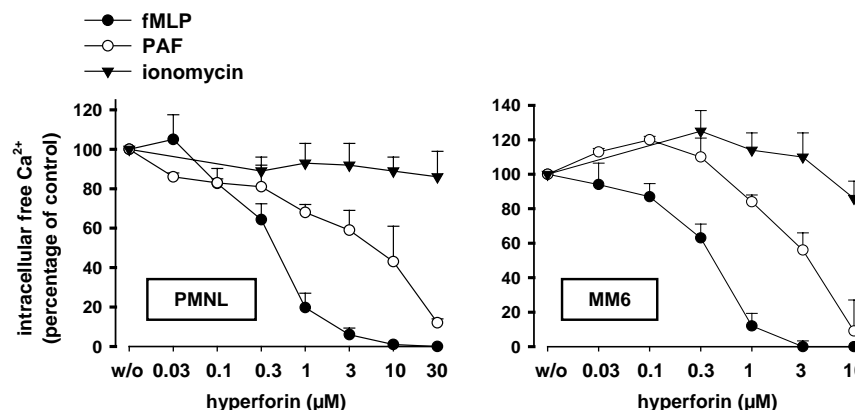 fMLP
PAF
ionomycin
intracellular free Ca²⁺
(percentage of control)
120
100
80
60
40
20
0
PMNL
w/o 0.03 0.1 0.3 1 3 10 30
hyperforin (µM)
140
120
100
80
60
40
20
0
MM6
w/o 0.03 0.1 0.3 1 3 10
hyperforin (µM)